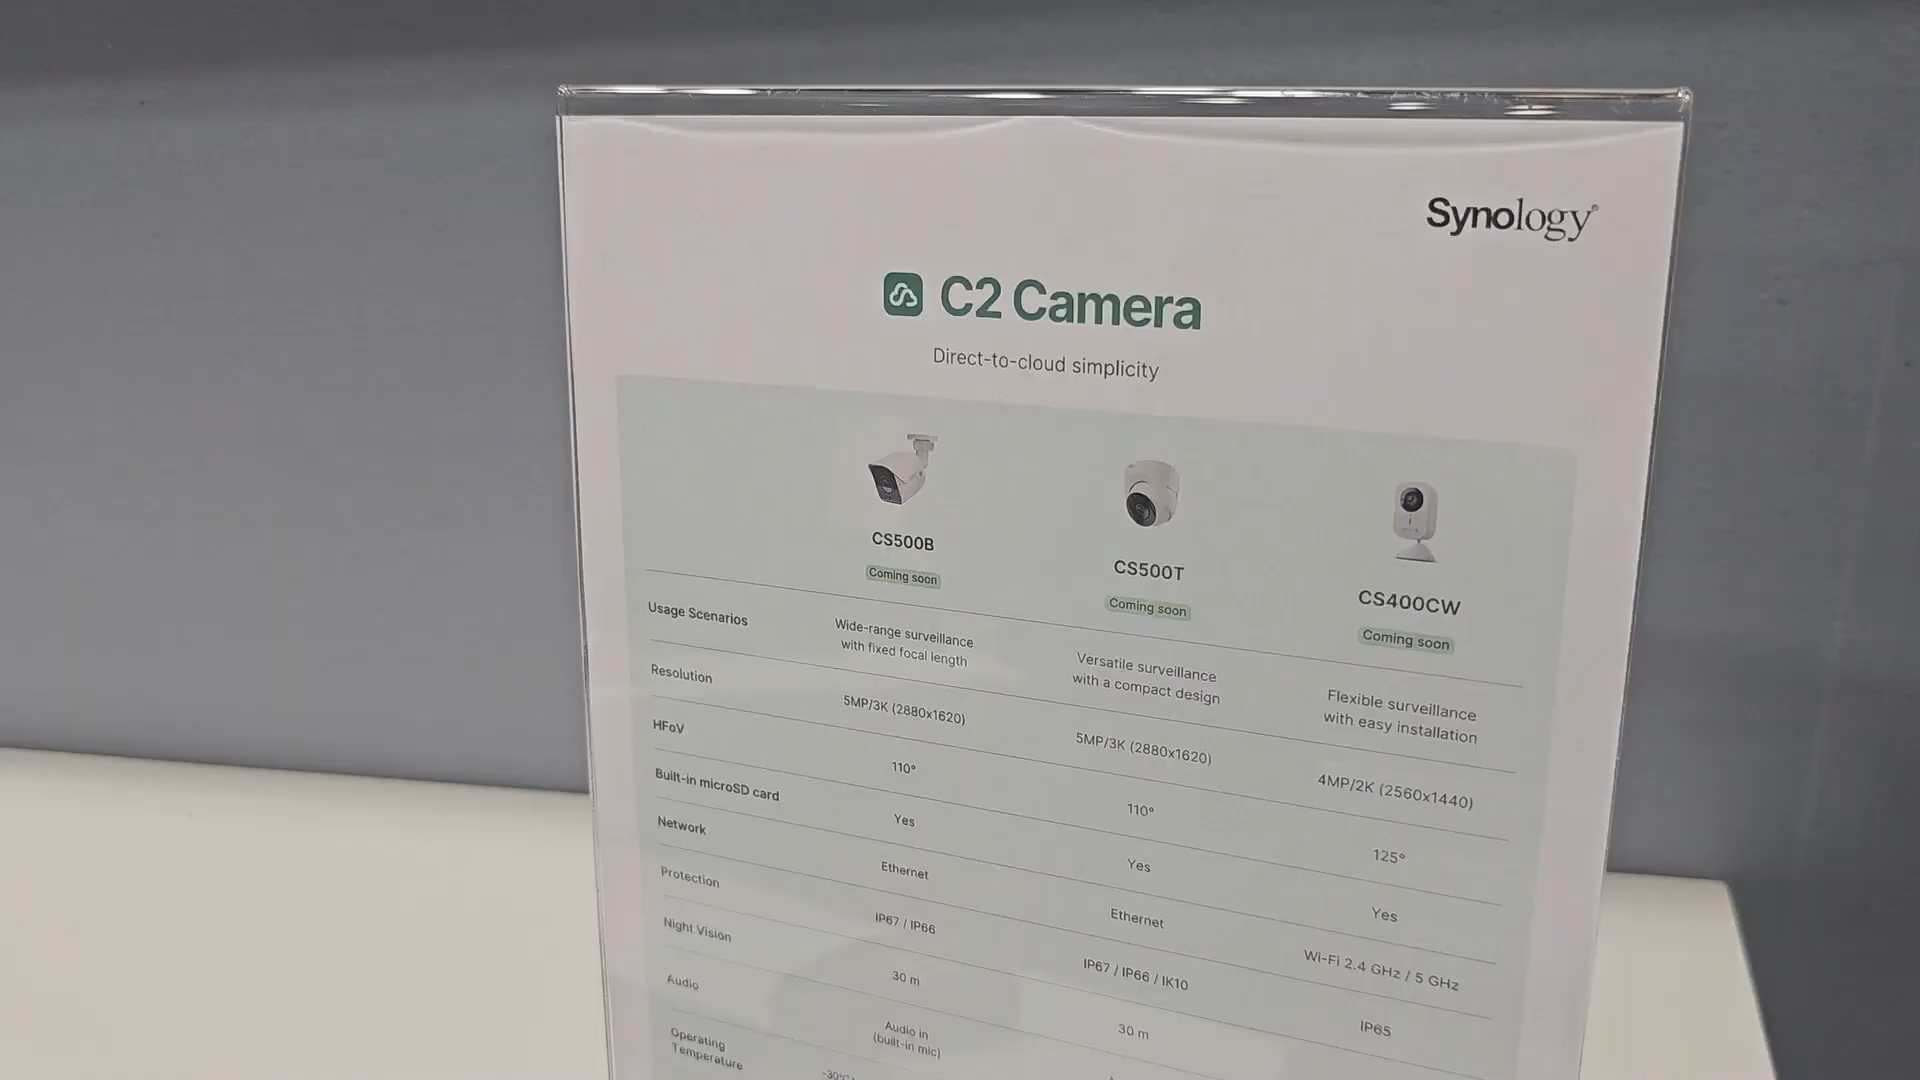 Synology®
C2 Camera
Direct-to-cloud simplicity
CS500B
Coming soon
CS500T
Coming soon
CS400CW
Coming soon
Usage Scenarios
Wide-range surveillance
with fixed focal length
Versatile surveillance
with a compact design
Flexible surveillance
with easy installation
Resolution
5MP/3K (2880x1620)
5MP/3K (2880x1620)
4MP/2K (2560x1440)
HFoV
110°
110°
125°
Built-in microSD card
Yes
Yes
Yes
Network
Ethernet
Ethernet
Wi-Fi 2.4 GHz / 5 GHz
Protection
IP67 / IP66
IP67 / IP66 / IK10
IP65
Night Vision
30 m
30 m
Audio
Audio in
(built-in mic)
Operating
Temperature